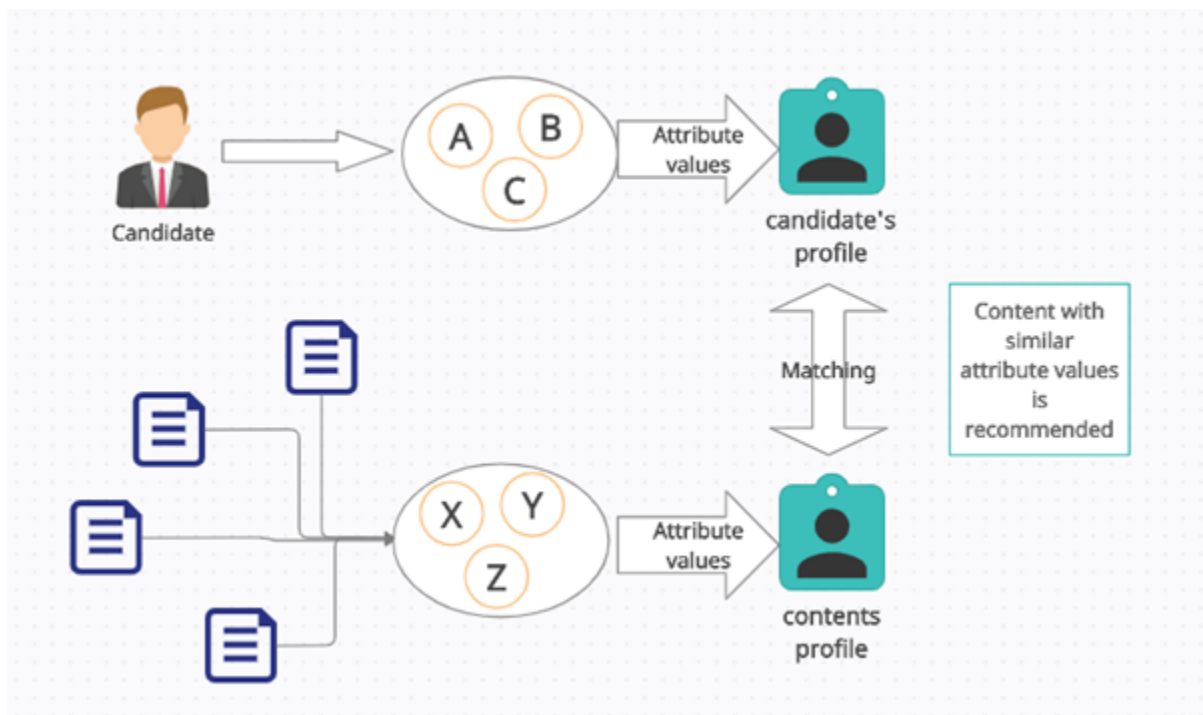 A
B
C
Attribute
values
Candidate
candidate's
profile
Content with
similar
attribute values
is
recommended
Matching
X
Y
Z
Attribute
values
contents
profile